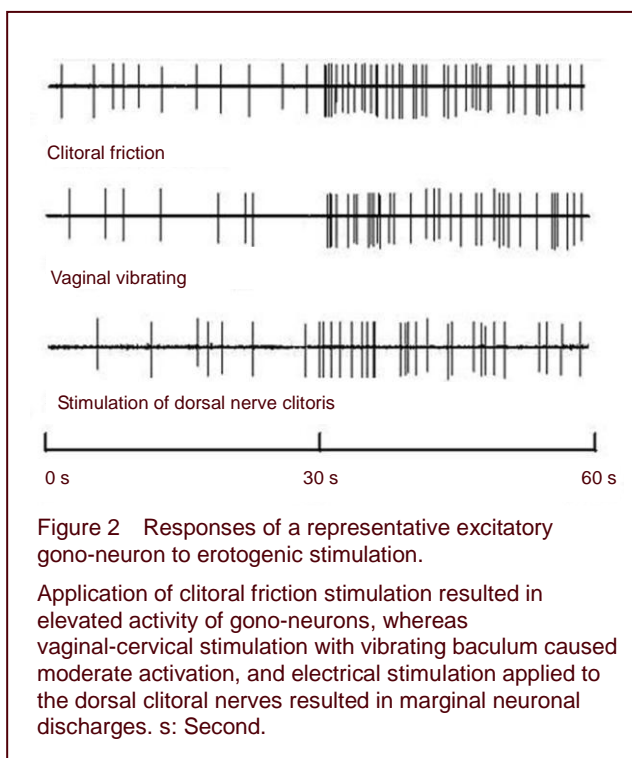 Clitoral friction
Vaginal vibrating
Stimulation of dorsal nerve clitoris
0 s 30 s 60 s
Figure 2 Responses of a representative excitatory
gono-neuron to erotogenic stimulation.
Application of clitoral friction stimulation resulted in
elevated activity of gono-neurons, whereas
vaginal-cervical stimulation with vibrating baculum caused
moderate activation, and electrical stimulation applied to
the dorsal clitoral nerves resulted in marginal neuronal
discharges. s: Second.